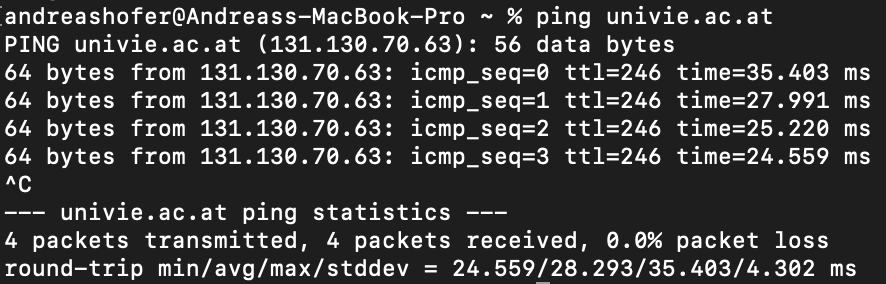 andreashofer@Andreass-MacBook-Pro ~ % ping univie.ac.at
PING univie.ac.at (131.130.70.63): 56 data bytes
64 bytes from 131.130.70.63: icmp_seq=0 ttl=246 time=35.403 ms
64 bytes from 131.130.70.63: icmp_seq=1 ttl=246 time=27.991 ms
64 bytes from 131.130.70.63: icmp_seq=2 ttl=246 time=25.220 ms
64 bytes from 131.130.70.63: icmp_seq=3 ttl=246 time=24.559 ms
^C
--- univie.ac.at ping statistics ---
4 packets transmitted, 4 packets received, 0.0% packet loss
round-trip min/avg/max/stddev = 24.559/28.293/35.403/4.302 ms